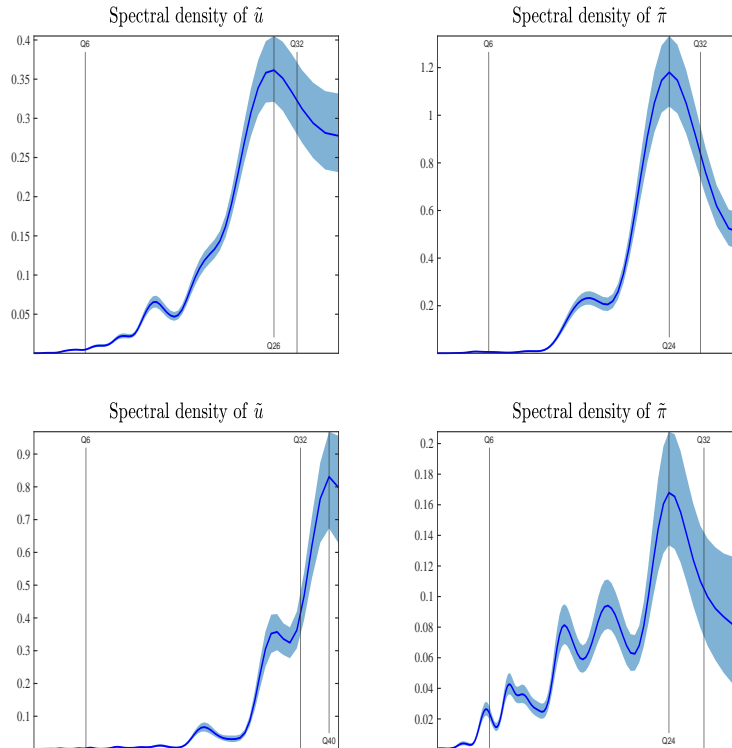 Spectral density of ũ
Q6
Q32
0.4
0.35
0.3
0.25
0.2
0.15
0.1
0.05
Q26
Spectral density of π̃
Q6
Q32
1.2
1
0.8
0.6
0.4
0.2
Q24
Spectral density of ũ
Q6
Q32
0.9
0.8
0.7
0.6
0.5
0.4
0.3
0.2
0.1
Q40
Spectral density of π̃
Q6
Q32
0.2
0.18
0.16
0.14
0.12
0.1
0.08
0.06
0.04
0.02
Q24